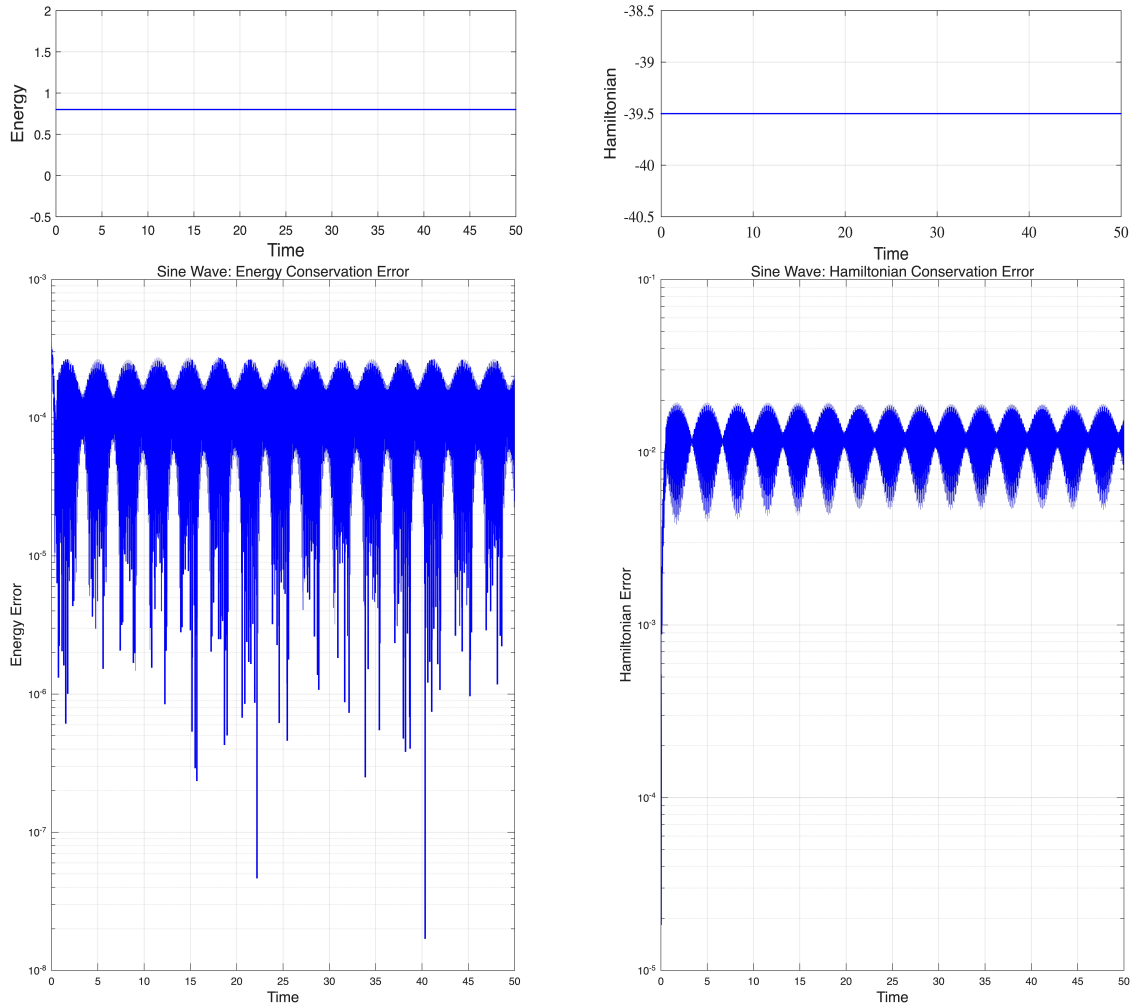 2
1.5
1
0.5
0
-0.5
Energy
0 5 10 15 20 25 30 35 40 45 50
Time
-38.5
-39
-39.5
-40
-40.5
Hamiltonian
0 10 20 30 40 50
Time
Sine Wave: Energy Conservation Error
10-3
10-4
10-5
10-6
10-7
10-8
Energy Error
0 5 10 15 20 25 30 35 40 45 50
Time
Sine Wave: Hamiltonian Conservation Error
10-1
10-2
10-3
10-4
10-5
Hamiltonian Error
0 5 10 15 20 25 30 35 40 45 50
Time